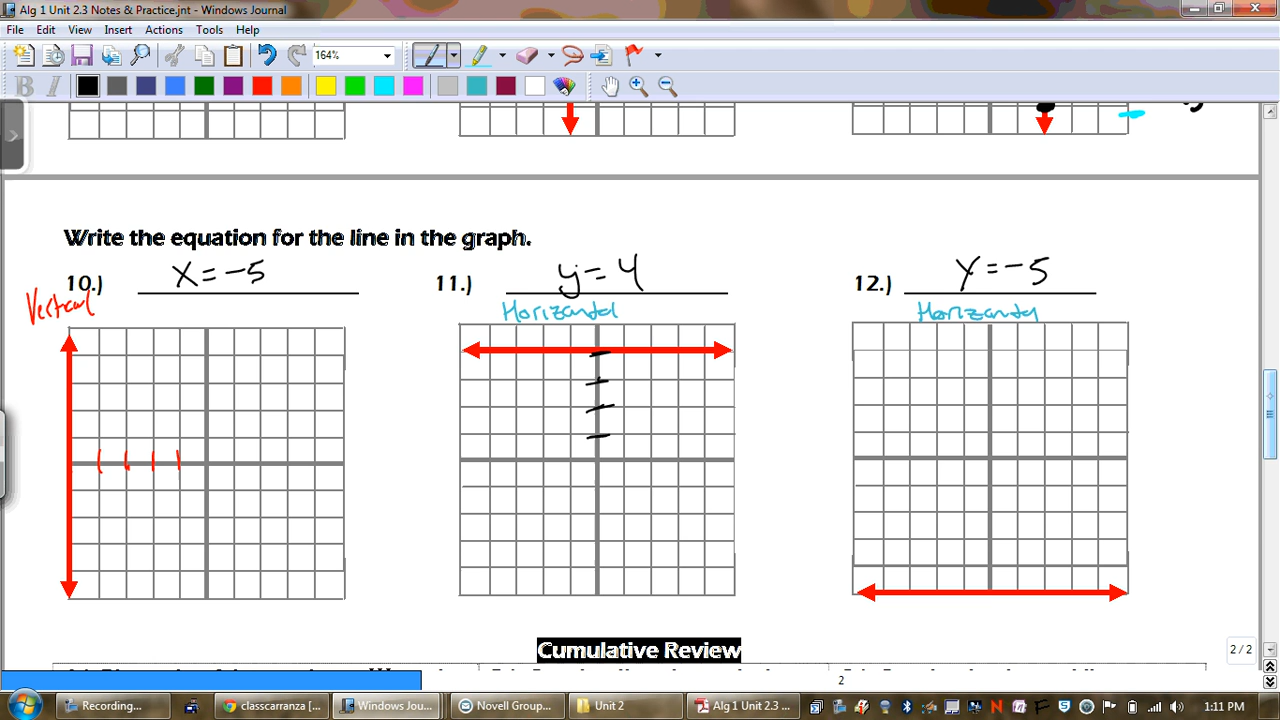 Alg 1 Unit 2.3 Notes & Practice.jnt - Windows Journal
File Edit View Insert Actions Tools Help
164%
B I
y
Write the equation for the line in the graph.
10.) x = -5
11.) y = 4
12.) y = -5
Vertical
Horizontal
Horizontal
Cumulative Review
2 / 2
2
Recording... classcarranza [... Windows Jou... Novell Group... Unit 2 Alg 1 Unit 2.3 ... 1:11 PM